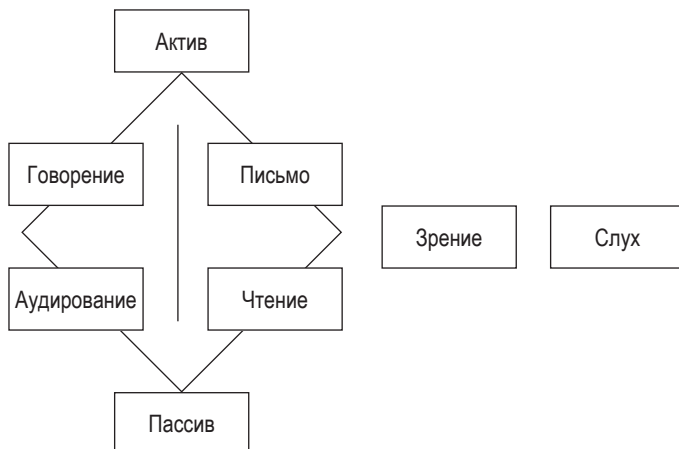 Актив
Говорение
Письмо
Зрение
Слух
Аудирование
Чтение
Пассив